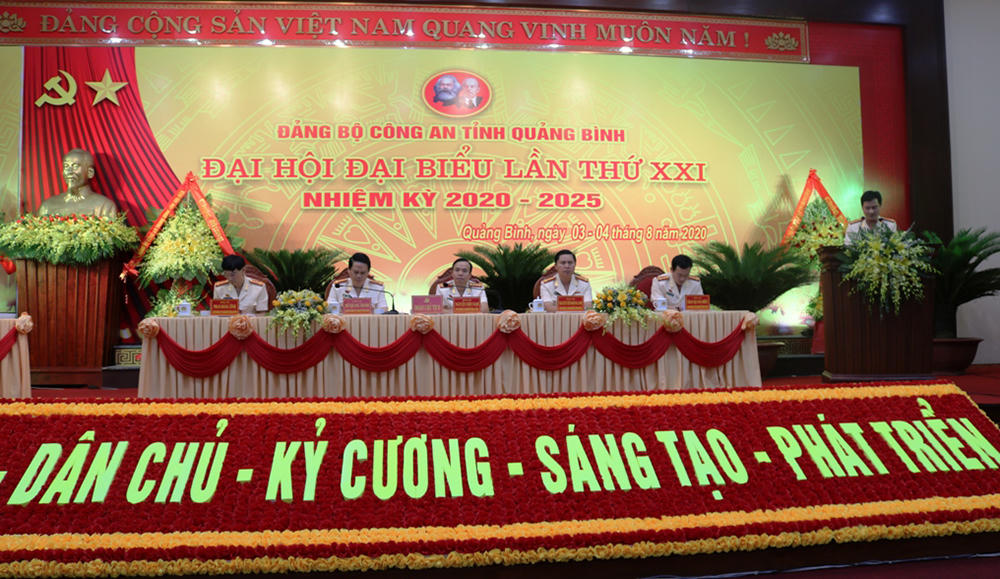 ĐẢNG CỘNG SẢN VIỆT NAM QUANG VINH MUÔN NĂM !
ĐẢNG BỘ CÔNG AN TỈNH QUẢNG BÌNH
ĐẠI HỘI ĐẠI BIỂU LẦN THỨ XXI
NHIỆM KỲ 2020 - 2025
Quảng Bình, ngày 03 - 04 tháng 8 năm 2020
- DÂN CHỦ - KỶ CƯƠNG - SÁNG TẠO - PHÁT TRIỂN